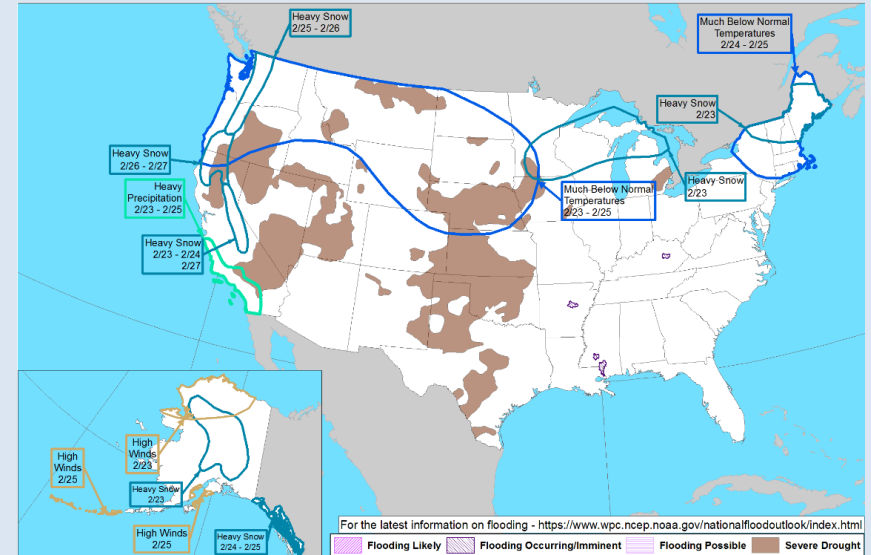 Heavy Snow
2/25 - 2/26
Much Below Normal
Temperatures
2/24 - 2/25
Heavy Snow
2/23
Heavy Snow
2/26 - 2/27
Heavy
Precipitation
2/23 - 2/25
Heavy Snow
2/23 - 2/24
2/27
Much Below Normal
Temperatures
2/23 - 2/25
Heavy Snow
2/23
High
Winds
2/25
High
Winds
2/23
Heavy Snow
2/23
High Winds
2/25
Heavy Snow
2/24 - 2/25
For the latest information on flooding - https://www.wpc.ncep.noaa.gov/nationalfloodoutlook/index.html
Flooding Likely Flooding Occurring/Imminent Flooding Possible Severe Drought